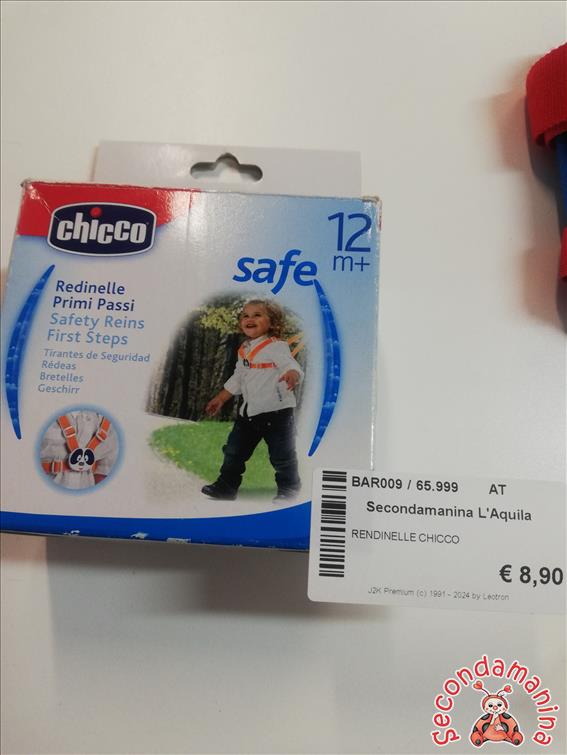 chicco
12
m+
safe
Redinelle
Primi Passi
Safety Reins
First Steps
Tirantes de Seguridad
Rédeas
Bretelles
Geschirr
BAR009 / 65.999 AT
Secondamanina L'Aquila
RENDINELLE CHICCO
€ 8,90
J2K Premium (c) 1991 - 2024 by Leotron
Secondamanina